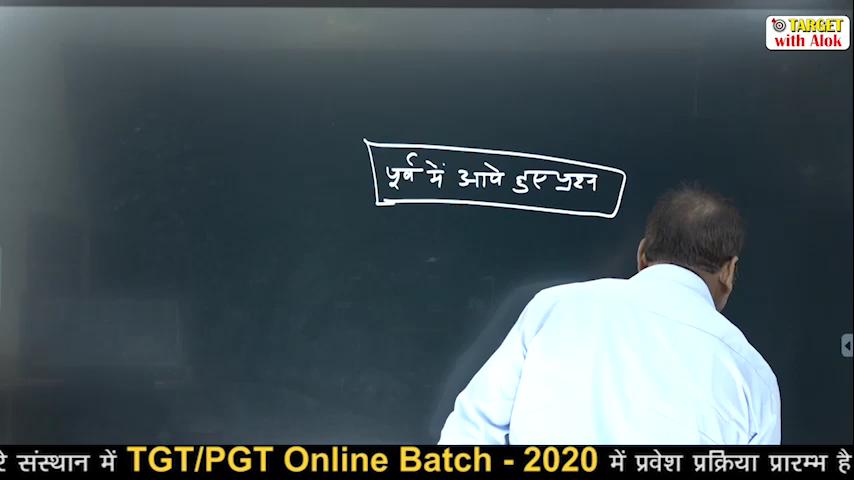 TARGET
with Alok
पूर्व में आये हुए प्रश्न
रे संस्थान में TGT/PGT Online Batch - 2020 में प्रवेश प्रक्रिया प्रारम्भ है